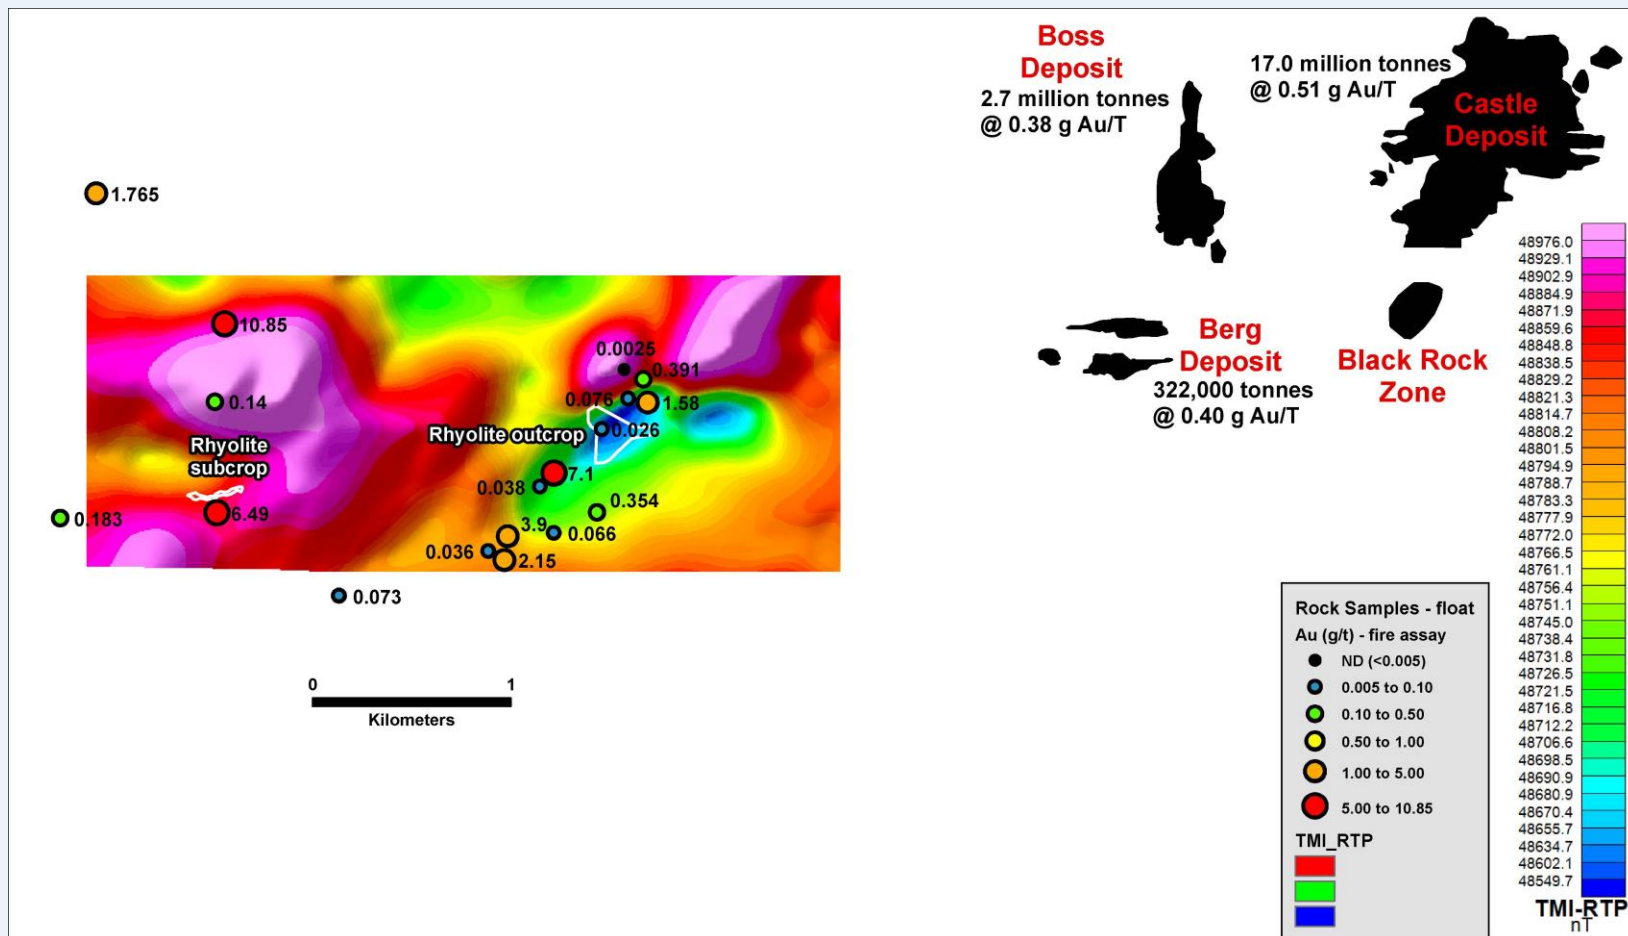 Boss
Deposit
2.7 million tonnes
@ 0.38 g Au/T
17.0 million tonnes
@ 0.51 g Au/T
Castle
Deposit
1.765
10.85
0.14
Rhyolite
subcrop
0.183
6.49
0.073
0.0025
0.391
0.076
1.58
Rhyolite outcrop
0.026
7.1
0.038
0.354
3.9
0.066
0.036
2.15
Berg
Deposit
322,000 tonnes
@ 0.40 g Au/T
Black Rock
Zone
0
1
Kilometers
Rock Samples - float
Au (g/t) - fire assay
ND (<0.005)
0.005 to 0.10
0.10 to 0.50
0.50 to 1.00
1.00 to 5.00
5.00 to 10.85
TMI_RTP
48976.0
48929.1
48902.9
48884.9
48871.9
48859.6
48848.8
48838.5
48829.2
48821.3
48814.7
48808.2
48801.5
48794.9
48788.7
48783.3
48777.9
48772.0
48766.5
48761.1
48756.4
48751.1
48745.0
48738.4
48731.8
48726.5
48721.5
48716.8
48712.2
48706.6
48698.5
48690.9
48680.9
48670.4
48655.7
48634.7
48602.1
48549.7
TMI-RTP
nT